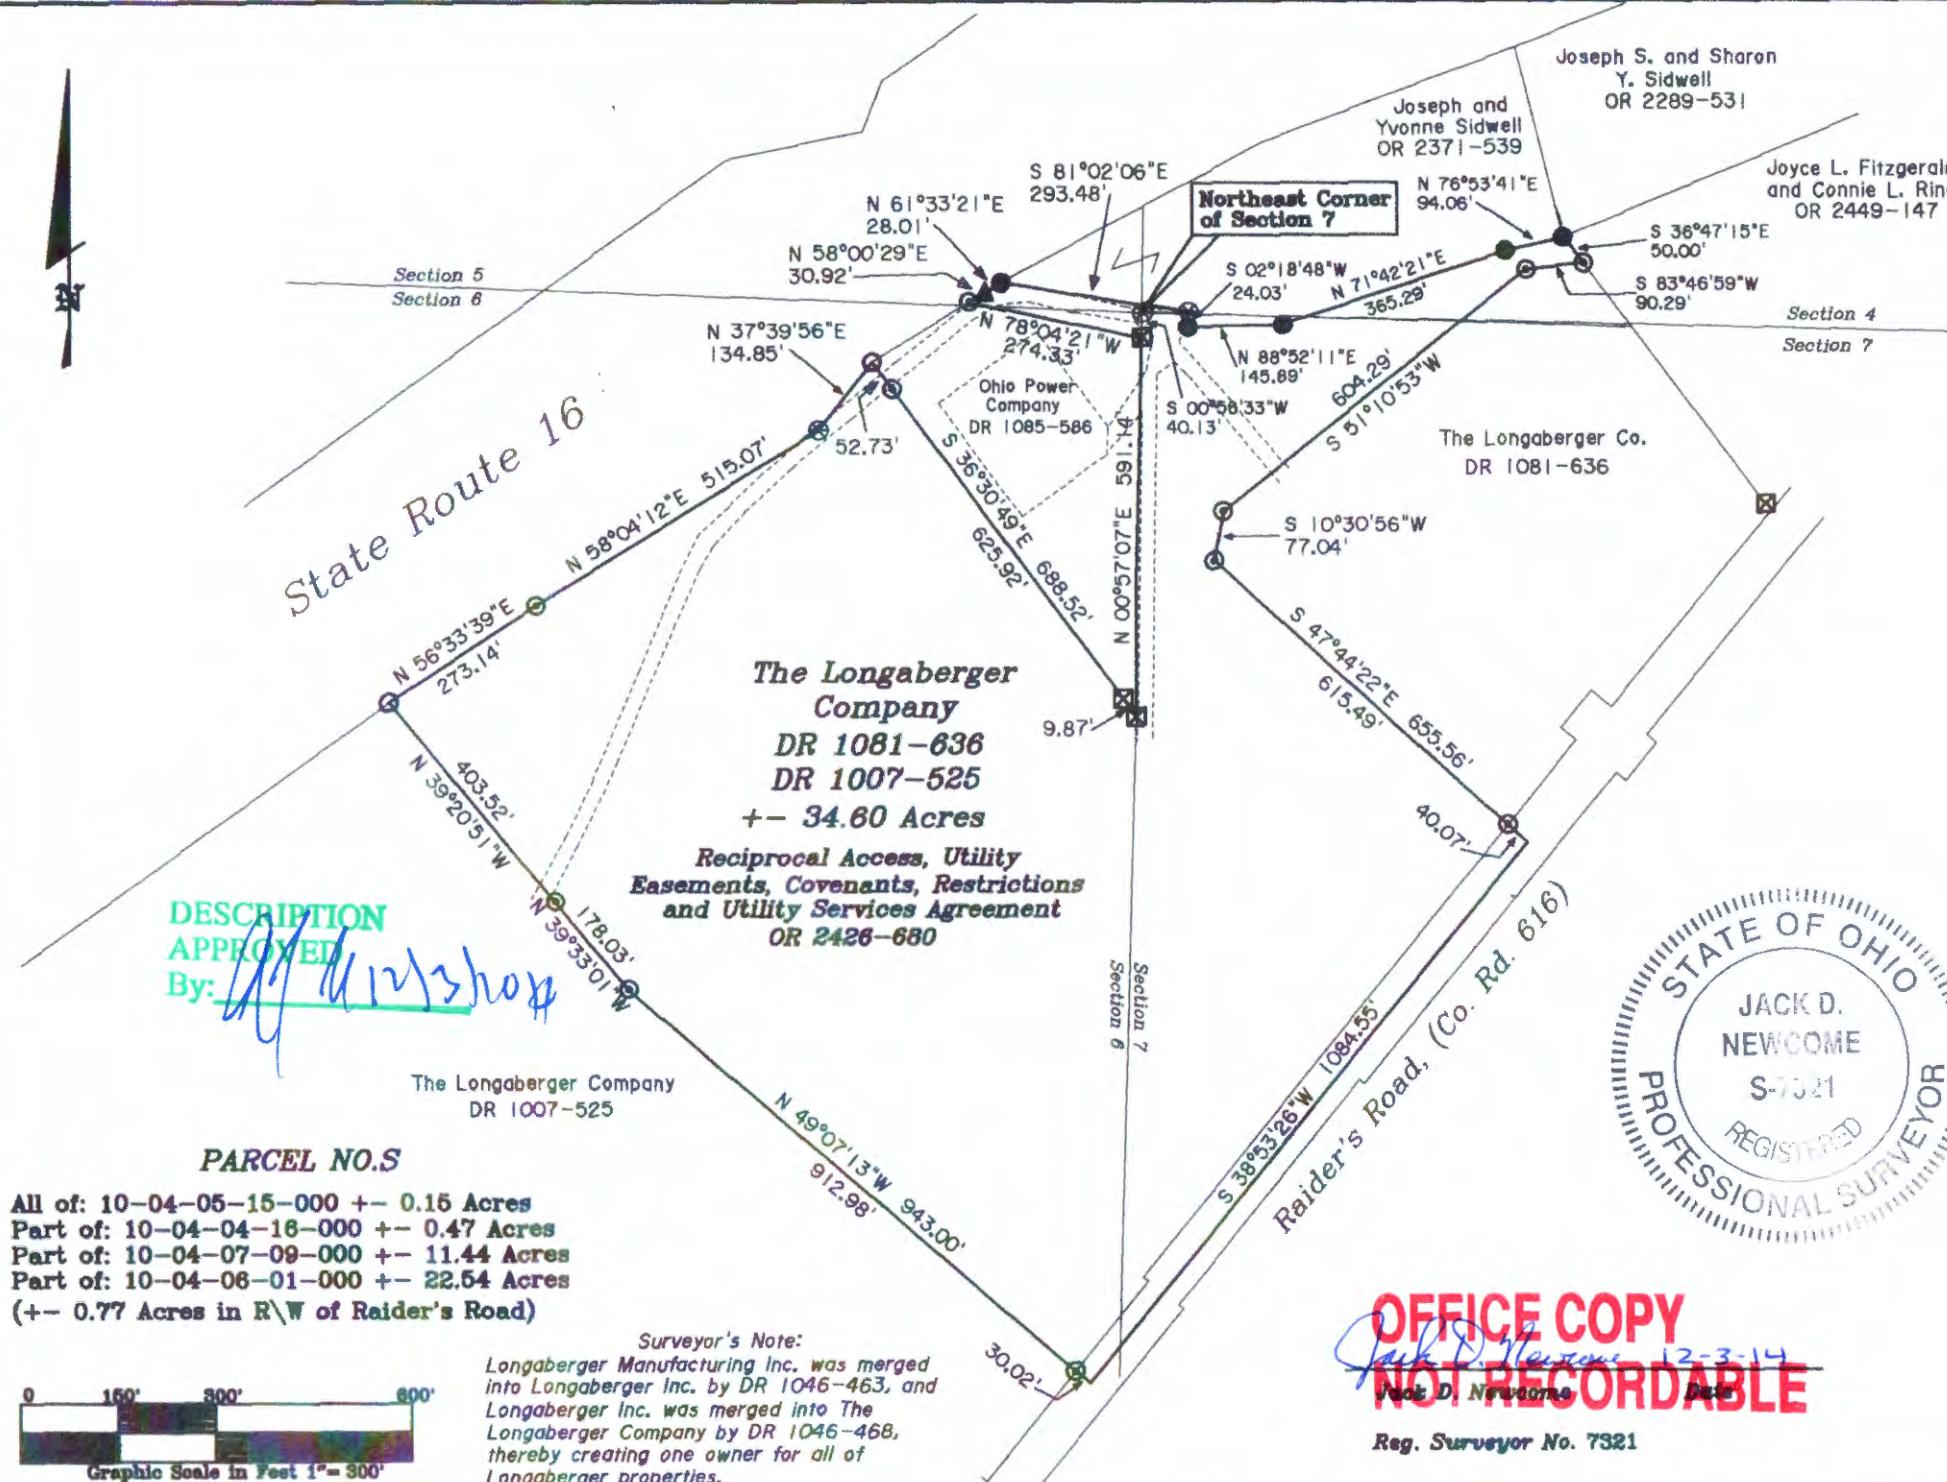 Joseph S. and Sharon
Y. Sidwell
OR 2289-531
Joseph and
Yvonne Sidwell
OR 2371-539
Joyce L. Fitzgerald
and Connie L. Rin
OR 2449-147
N 76°53'41"E
94.06'
S 36°47'15"E
50.00'
S 83°46'59"W
90.29'
S 81°02'06"E
293.48'
Northeast Corner
of Section 7
N 61°33'21"E
28.01'
N 58°00'29"E
30.92'
S 02°18'48"W
24.03'
N 71°42'21"E
365.29'
Section 5
Section 6
Section 4
Section 7
N
N 37°39'56"E
134.85'
N 78°04'21"W
274.33'
N 88°52'11"E
145.89'
Ohio Power
Company
DR 1085-586
S 00°56'33"W
40.13'
604.29'
S 51°10'53"W
The Longaberger Co.
DR 1081-636
52.73'
State Route 16
N 58°04'12"E 515.07'
S 36°30'49"E 688.52'
625.92'
N 00°57'07"E 591.14
S 10°30'56"W
77.04'
N 56°33'39"E
273.14'
S 47°44'22"E 655.56'
615.49'
The Longaberger
Company
DR 1081-636
DR 1007-525
+- 34.60 Acres
9.87'
Reciprocal Access, Utility
Easements, Covenants, Restrictions
and Utility Services Agreement
OR 2426-680
403.52'
N 39°20'51"W
40.07'
178.03'
N 39°33'01"W
DESCRIPTION
APPROVED
By:
12/3/2014
Section 7
Section 6
S 38°53'26"W 1084.55'
Raider's Road, (Co. Rd. 616)
STATE OF OHIO
JACK D.
NEWCOME
S-7321
REGISTERED
PROFESSIONAL SURVEYOR
The Longaberger Company
DR 1007-525
N 49°07'13"W 943.00'
912.98'
30.02'
PARCEL NO.S
All of: 10-04-05-15-000 +- 0.15 Acres
Part of: 10-04-04-16-000 +- 0.47 Acres
Part of: 10-04-07-09-000 +- 11.44 Acres
Part of: 10-04-06-01-000 +- 22.54 Acres
(+- 0.77 Acres in R\W of Raider's Road)
Surveyor's Note:
Longaberger Manufacturing Inc. was merged
into Longaberger Inc. by DR 1046-463, and
Longaberger Inc. was merged into The
Longaberger Company by DR 1046-468,
thereby creating one owner for all of
Longaberger properties.
0 150' 300' 600'
Graphic Scale in Feet 1"= 300'
OFFICE COPY
NOT RECORDABLE
Jack D. Newcome 12-3-14
Jack D. Newcome Date
Reg. Surveyor No. 7321